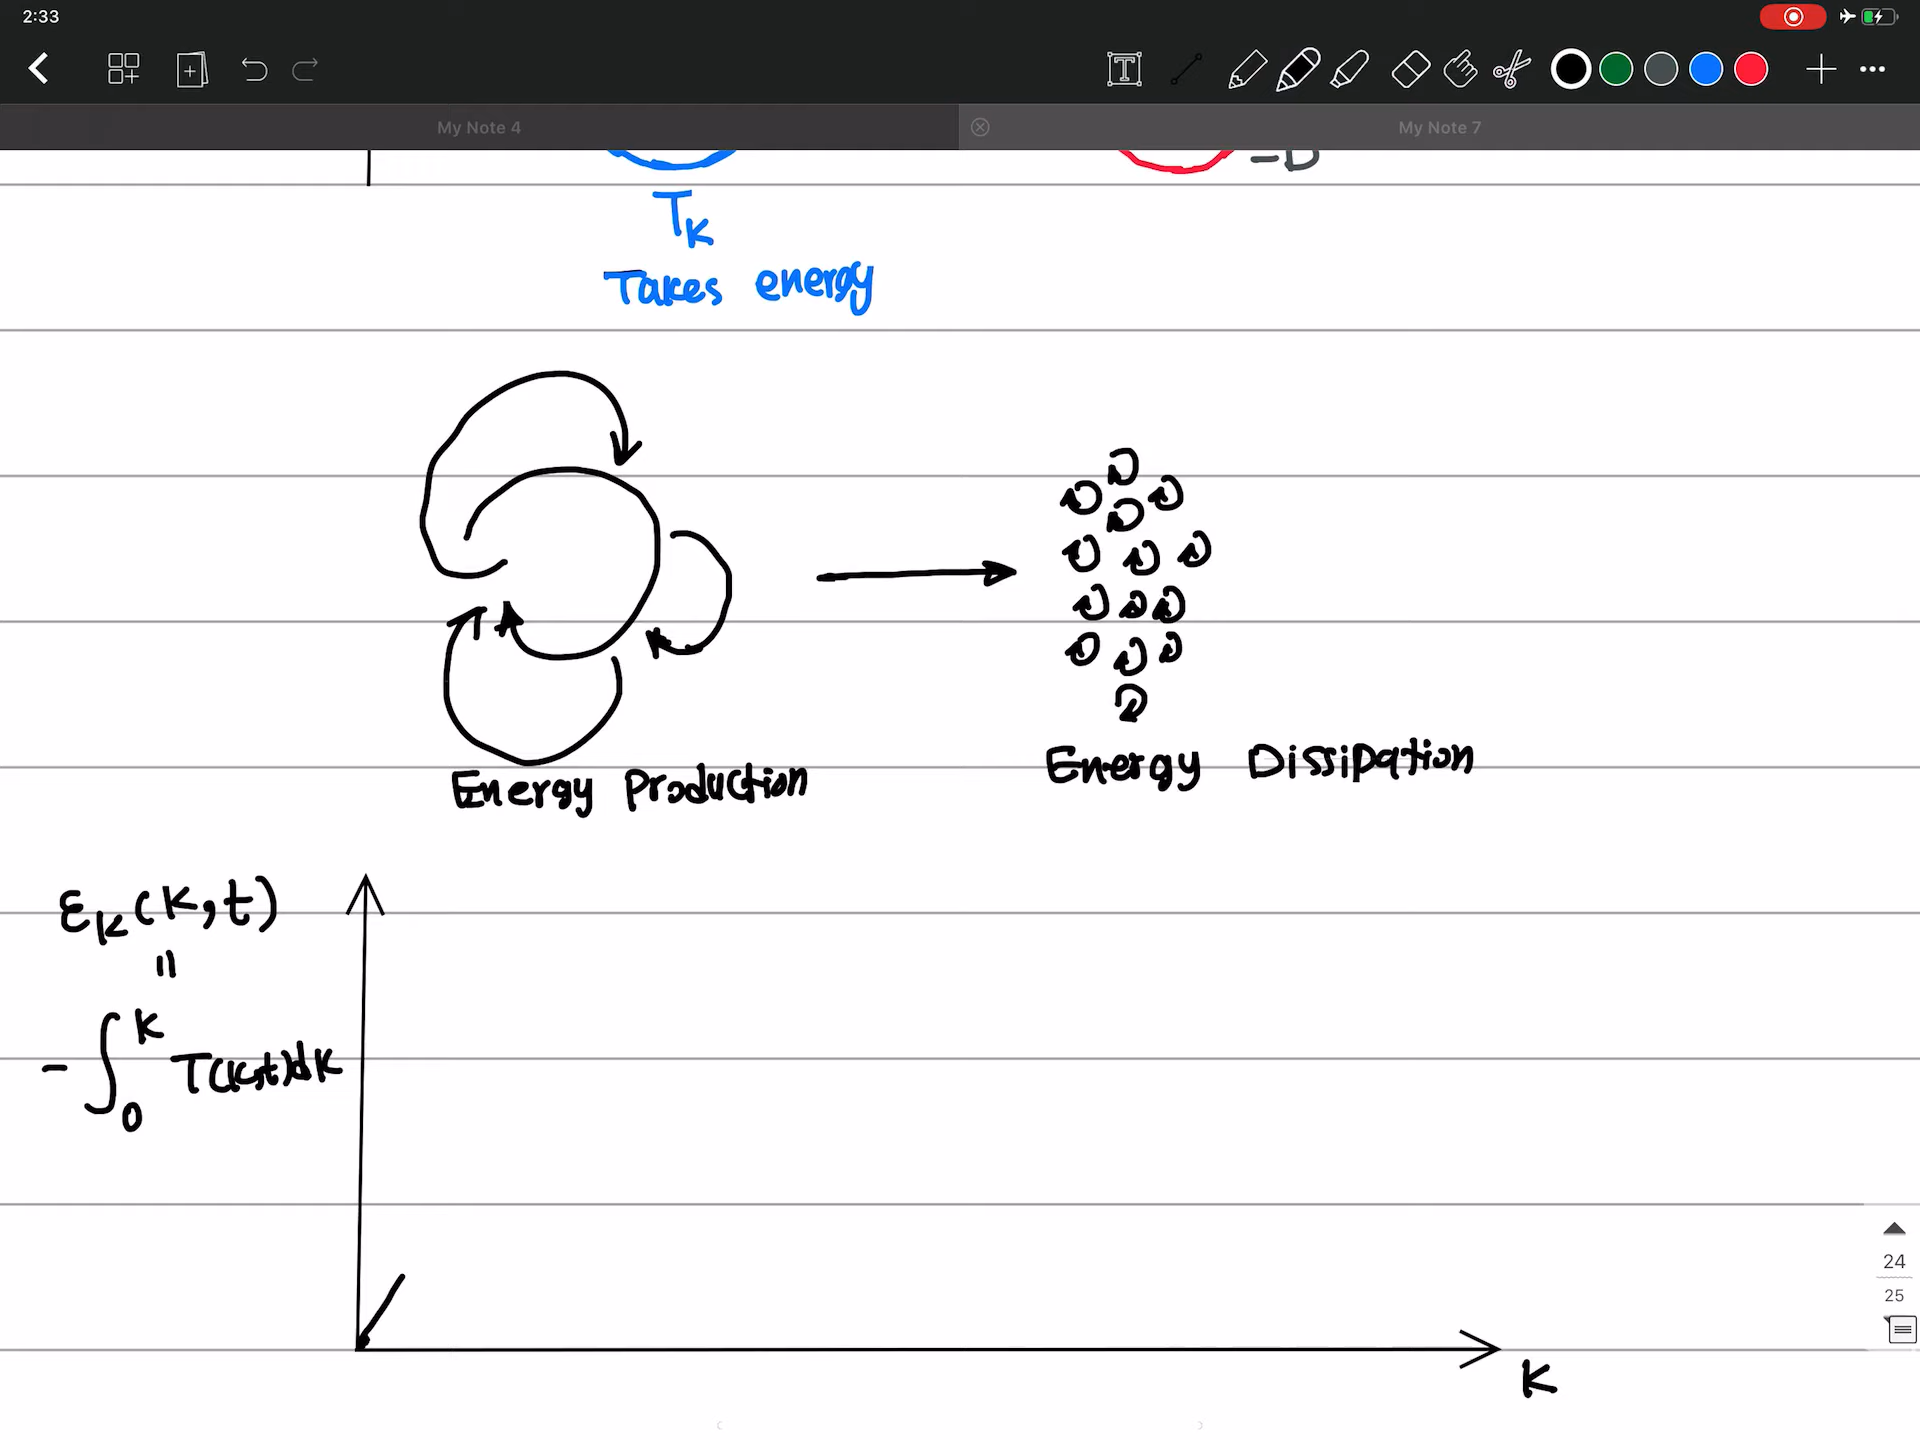 2:33
My Note 4
My Note 7
-D
T_K
Takes energy
Energy Production
Energy Dissipation
ε_K(K,t)
=
- ∫_0^K T(K,t)dK
K
24
25